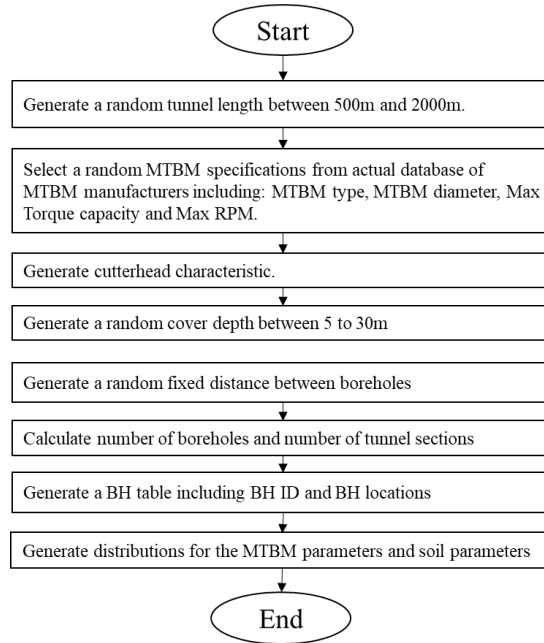 Start
Generate a random tunnel length between 500m and 2000m.
Select a random MTBM specifications from actual database of
MTBM manufacturers including: MTBM type, MTBM diameter, Max
Torque capacity and Max RPM.
Generate cutterhead characteristic.
Generate a random cover depth between 5 to 30m
Generate a random fixed distance between boreholes
Calculate number of boreholes and number of tunnel sections
Generate a BH table including BH ID and BH locations
Generate distributions for the MTBM parameters and soil parameters
End